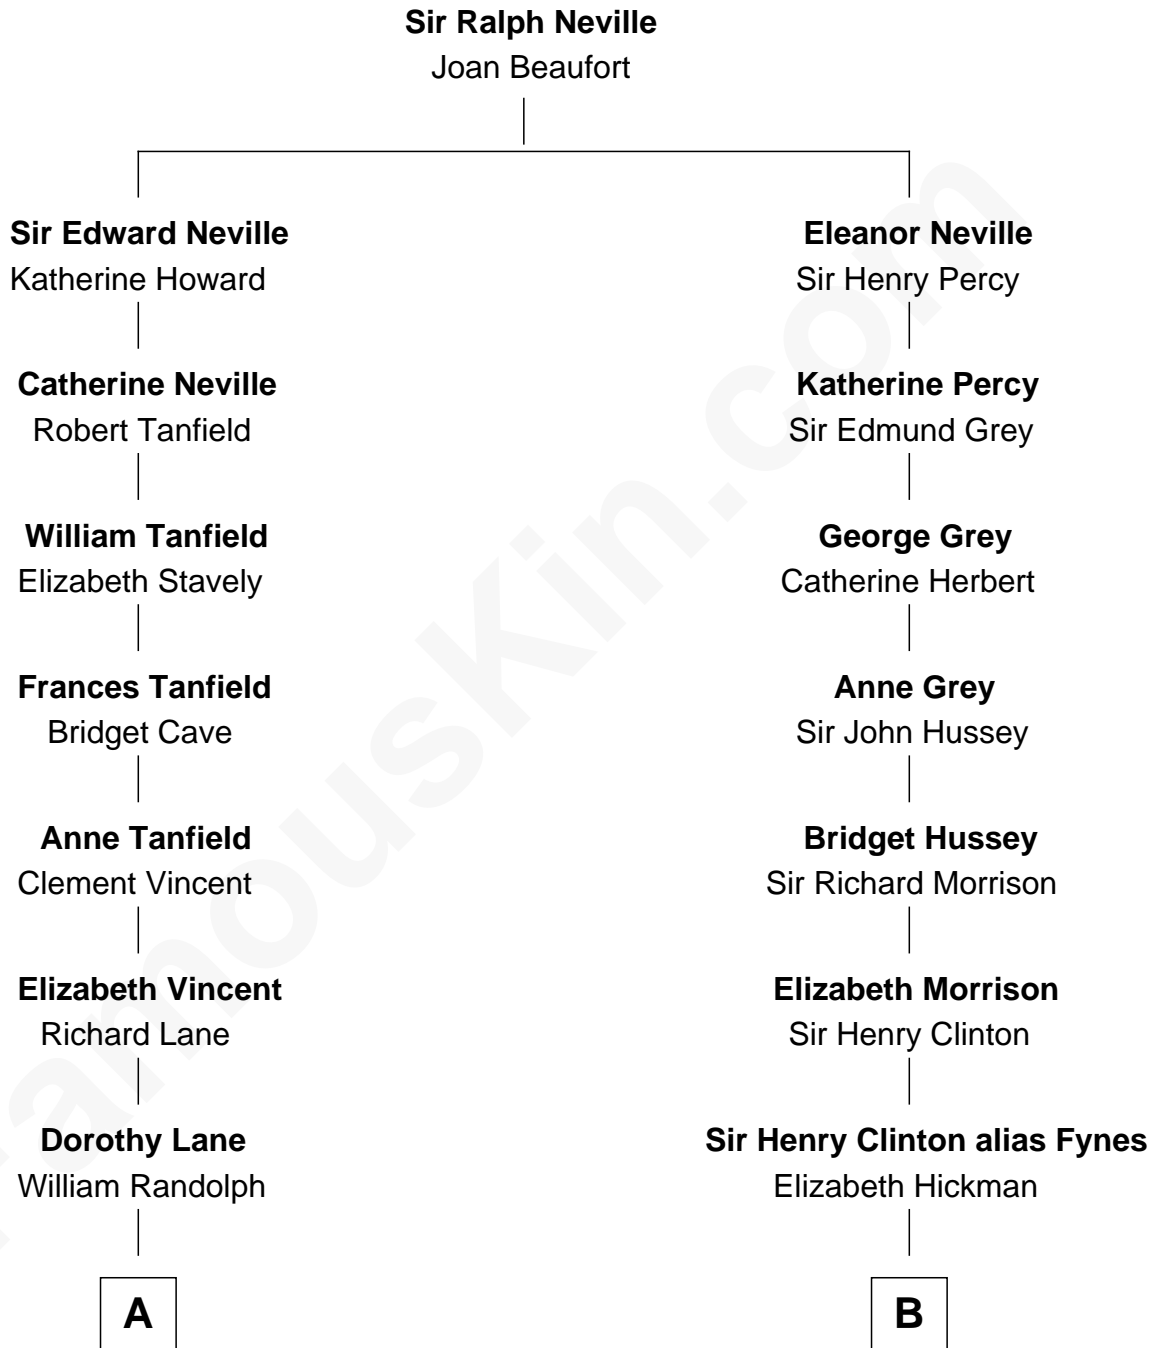 Sir Ralph Neville
Joan Beaufort
Sir Edward Neville
Katherine Howard
Eleanor Neville
Sir Henry Percy
Catherine Neville
Robert Tanfield
Katherine Percy
Sir Edmund Grey
William Tanfield
Elizabeth Stavely
George Grey
Catherine Herbert
Frances Tanfield
Bridget Cave
Anne Grey
Sir John Hussey
Anne Tanfield
Clement Vincent
Bridget Hussey
Sir Richard Morrison
Elizabeth Vincent
Richard Lane
Elizabeth Morrison
Sir Henry Clinton
Dorothy Lane
William Randolph
Sir Henry Clinton alias Fynes
Elizabeth Hickman
A
B
FamousKin.com